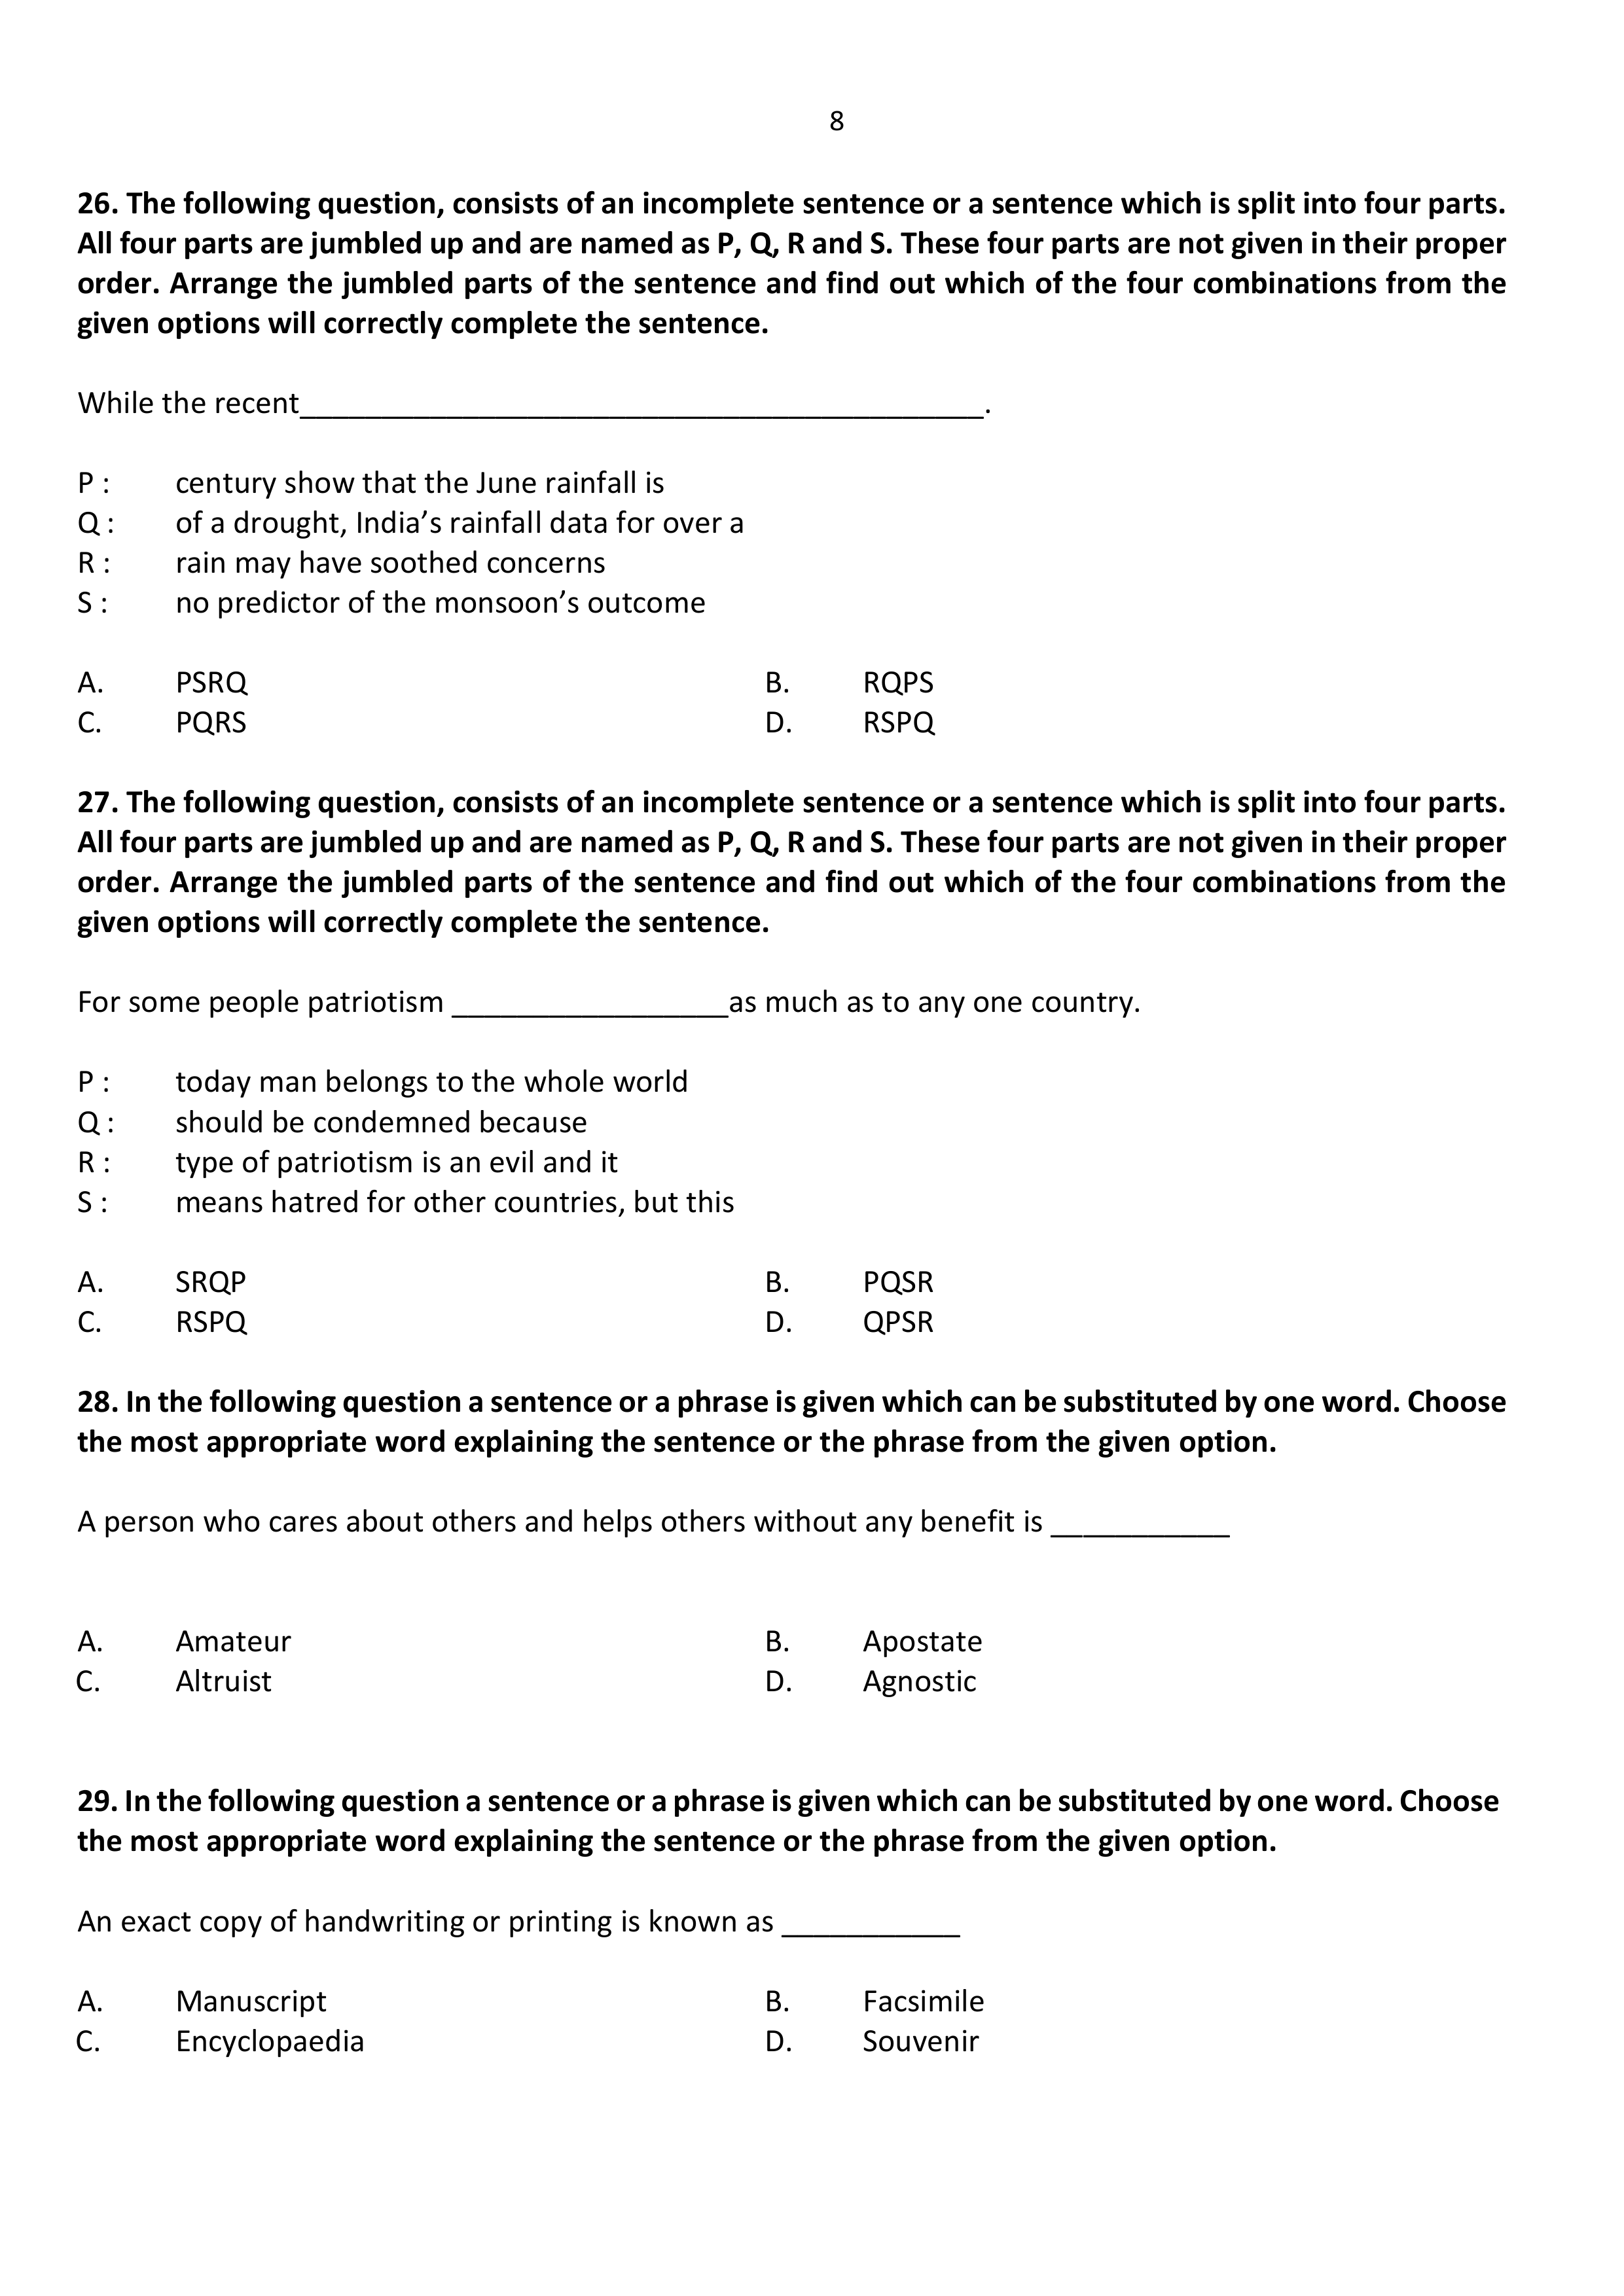 8
26. The following question, consists of an incomplete sentence or a sentence which is split into four parts.
All four parts are jumbled up and are named as P, Q, R and S. These four parts are not given in their proper
order. Arrange the jumbled parts of the sentence and find out which of the four combinations from the
given options will correctly complete the sentence.
While the recent__________________________________________.
P : century show that the June rainfall is
Q : of a drought, India’s rainfall data for over a
R : rain may have soothed concerns
S : no predictor of the monsoon’s outcome
A. PSRQ B. RQPS
C. PQRS D. RSPQ
27. The following question, consists of an incomplete sentence or a sentence which is split into four parts.
All four parts are jumbled up and are named as P, Q, R and S. These four parts are not given in their proper
order. Arrange the jumbled parts of the sentence and find out which of the four combinations from the
given options will correctly complete the sentence.
For some people patriotism _________________as much as to any one country.
P : today man belongs to the whole world
Q : should be condemned because
R : type of patriotism is an evil and it
S : means hatred for other countries, but this
A. SRQP B. PQSR
C. RSPQ D. QPSR
28. In the following question a sentence or a phrase is given which can be substituted by one word. Choose
the most appropriate word explaining the sentence or the phrase from the given option.
A person who cares about others and helps others without any benefit is ___________
A. Amateur B. Apostate
C. Altruist D. Agnostic
29. In the following question a sentence or a phrase is given which can be substituted by one word. Choose
the most appropriate word explaining the sentence or the phrase from the given option.
An exact copy of handwriting or printing is known as ___________
A. Manuscript B. Facsimile
C. Encyclopaedia D. Souvenir